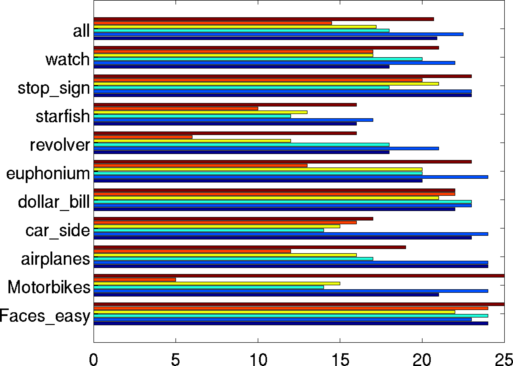 all
watch
stop_sign
starfish
revolver
euphonium
dollar_bill
car_side
airplanes
Motorbikes
Faces_easy
0 5 10 15 20 25